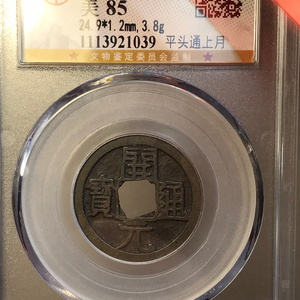 美 85
24.9*1.2mm, 3.8g
1113921039 平头通上月
★文物鉴定委员会监制★
開元通寶